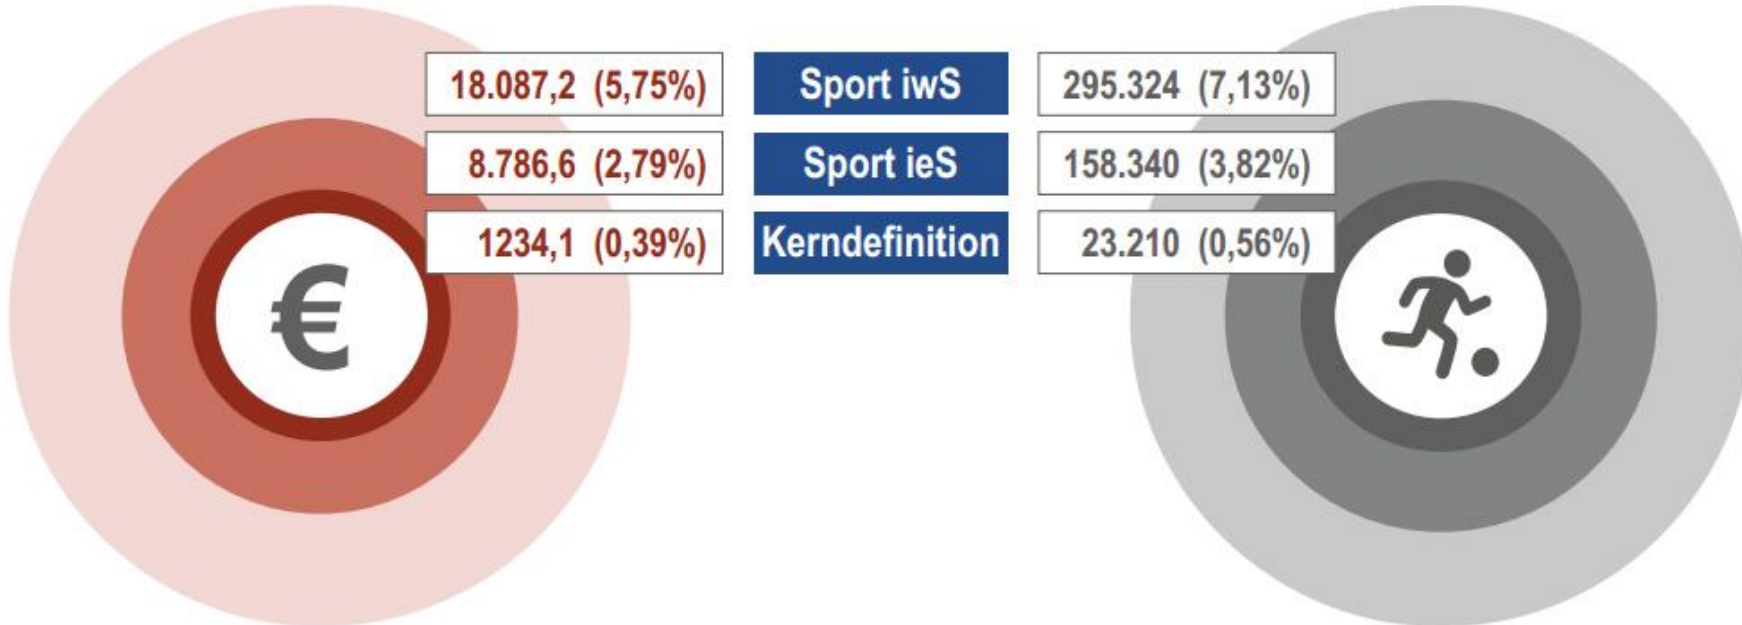 18.087,2 (5,75%) Sport iwS 295.324 (7,13%)
8.786,6 (2,79%) Sport ieS 158.340 (3,82%)
1234,1 (0,39%) Kerndefinition 23.210 (0,56%)
€